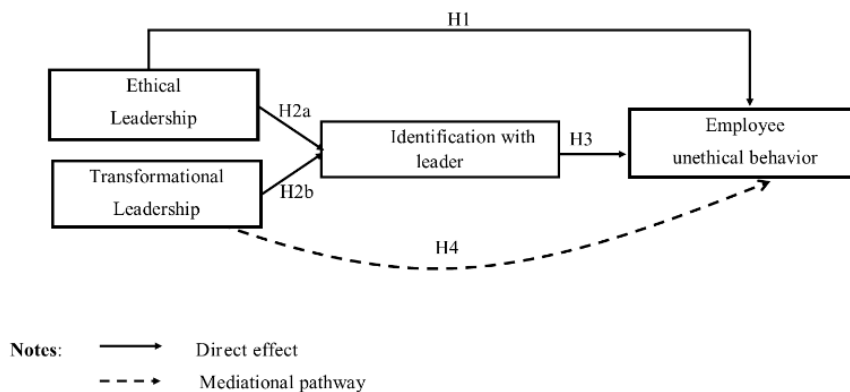 H1
Ethical
Leadership
H2a
Identification with
leader
H3
Employee
unethical behavior
Transformational
Leadership
H2b
H4
Notes:
Direct effect
Mediational pathway